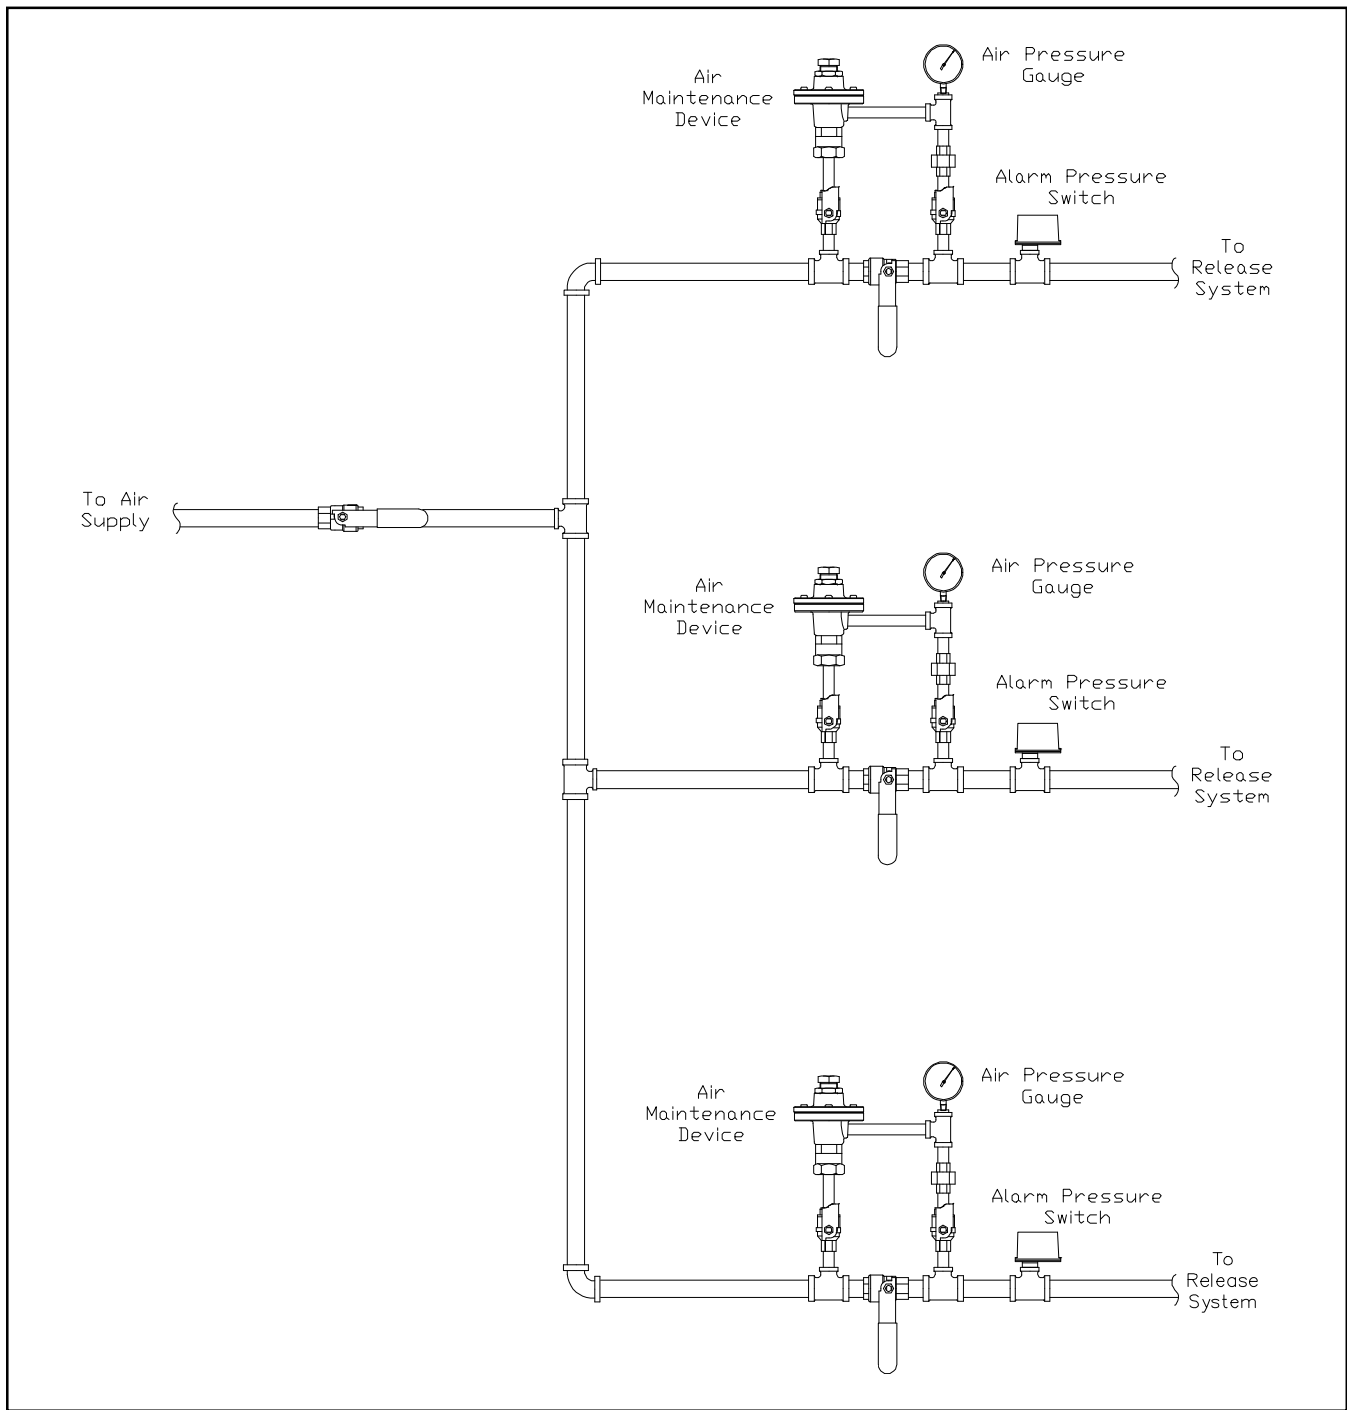 Air Pressure
Gauge
Air
Maintenance
Device
Alarm Pressure
Switch
To
Release
System
To Air
Supply
Air Pressure
Gauge
Air
Maintenance
Device
Alarm Pressure
Switch
To
Release
System
Air Pressure
Gauge
Air
Maintenance
Device
Alarm Pressure
Switch
To
Release
System